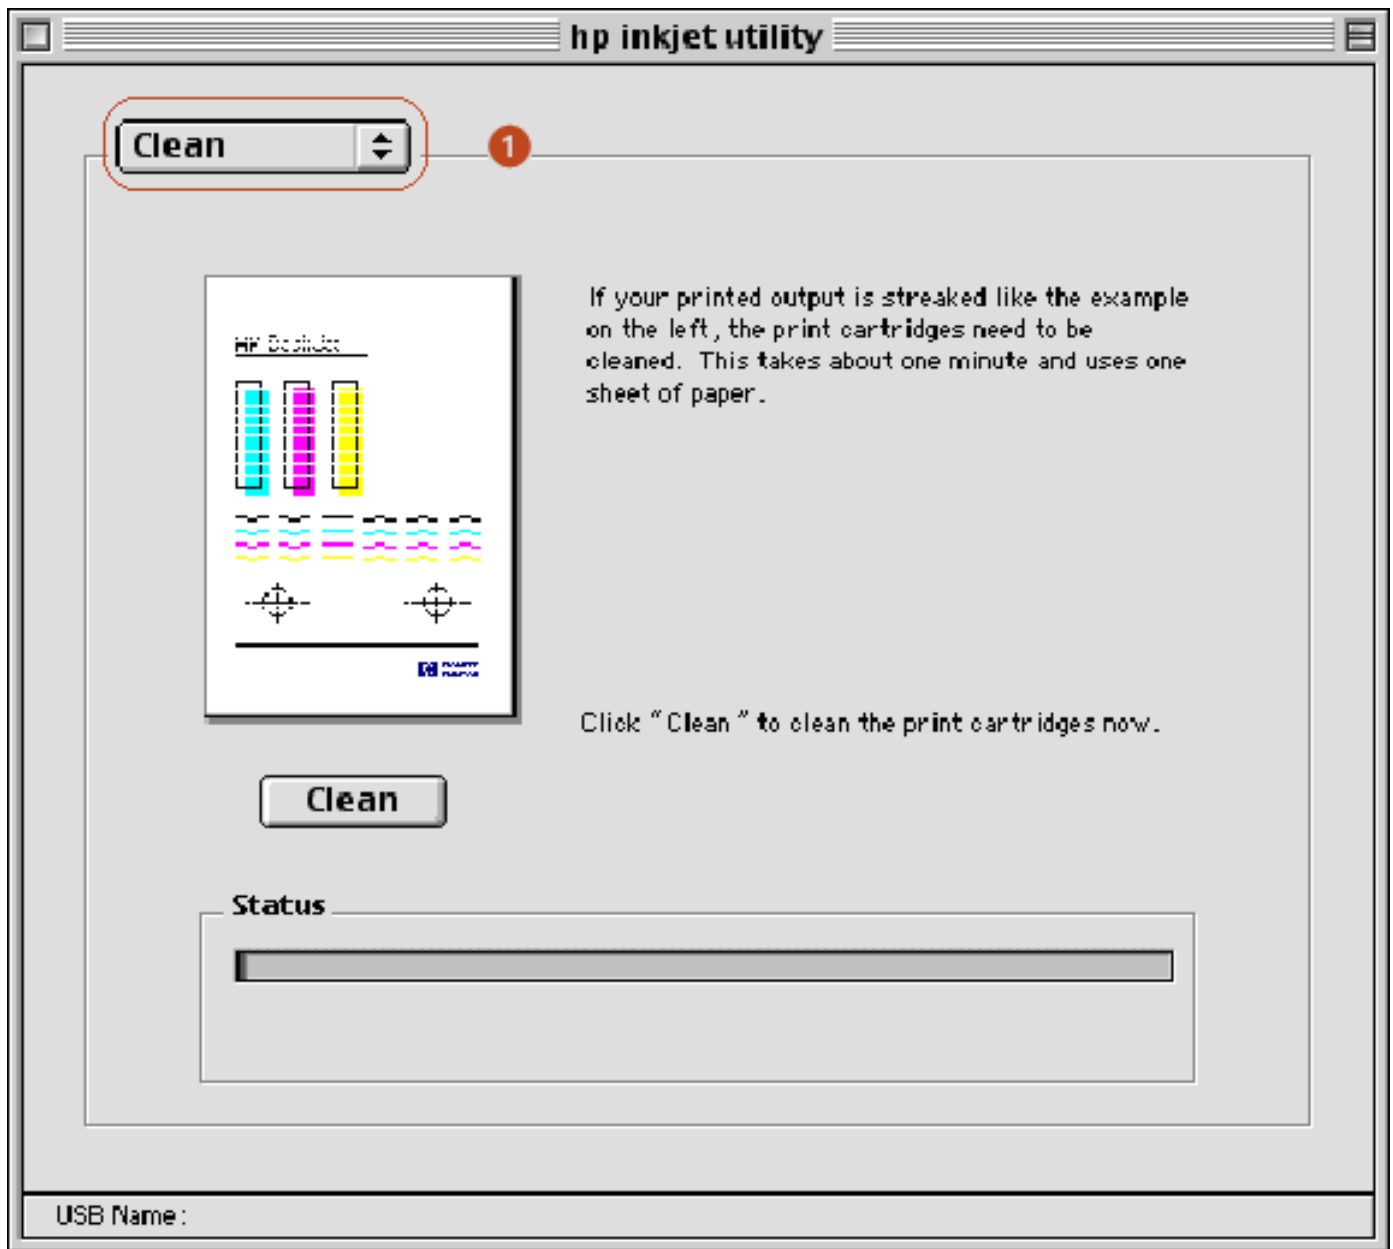 hp inkjet utility
Clean
1
If your printed output is streaked like the example
on the left, the print cartridges need to be
cleaned. This takes about one minute and uses one
sheet of paper.
Click "Clean" to clean the print cartridges now.
Clean
Status
USB Name: